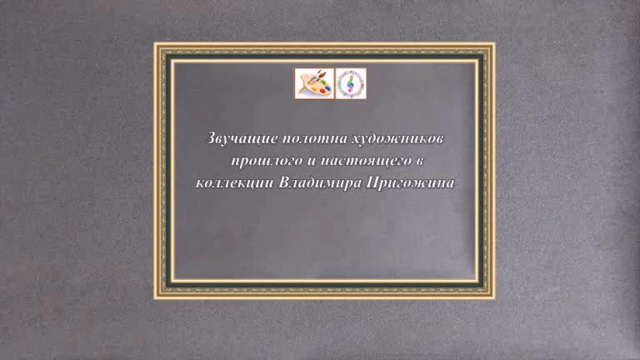 Звучащие полотна художников
прошлого и настоящего в
коллекции Владимира Пригожина